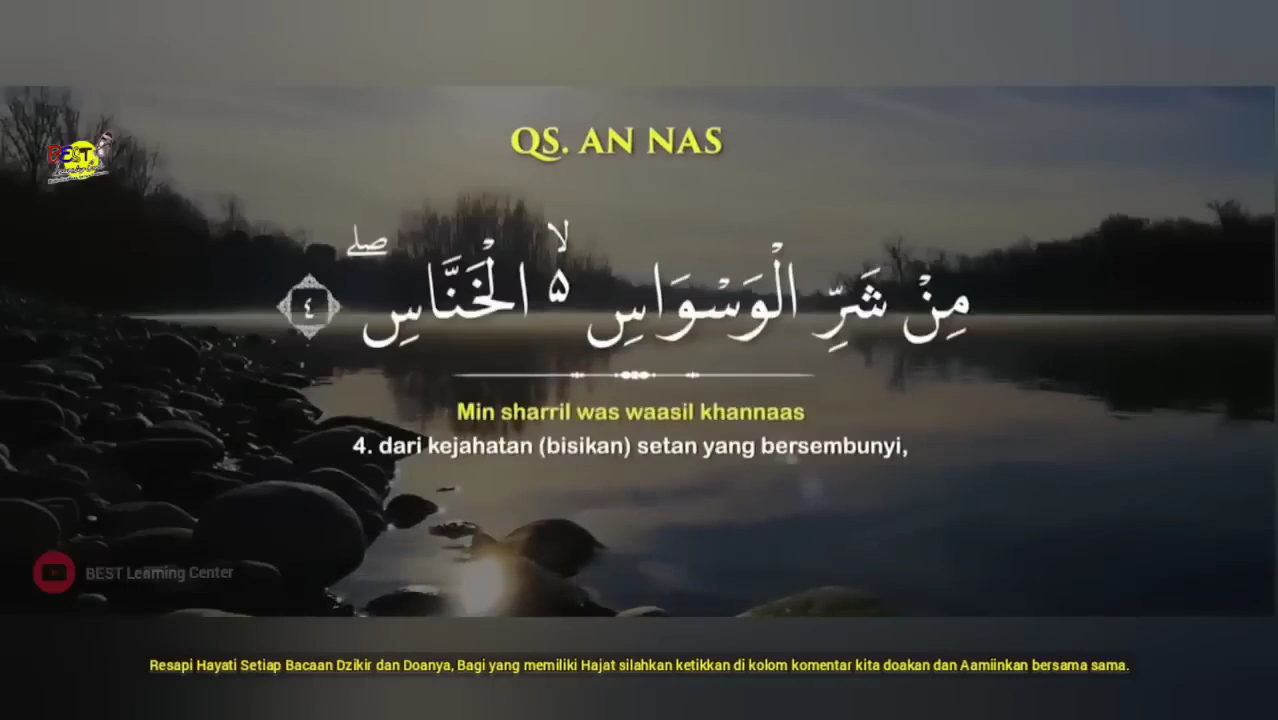 BEST
QS. AN NAS
مِنْ شَرِّ الْوَسْوَاسِ ۵ۙ الْخَنَّاسِۖ ٤
Min sharril was waasil khannaas
4. dari kejahatan (bisikan) setan yang bersembunyi,
BEST Learning Center
Resapi Hayati Setiap Bacaan Dzikir dan Doanya, Bagi yang memiliki Hajat silahkan ketikkan di kolom komentar kita doakan dan Aamiinkan bersama sama.